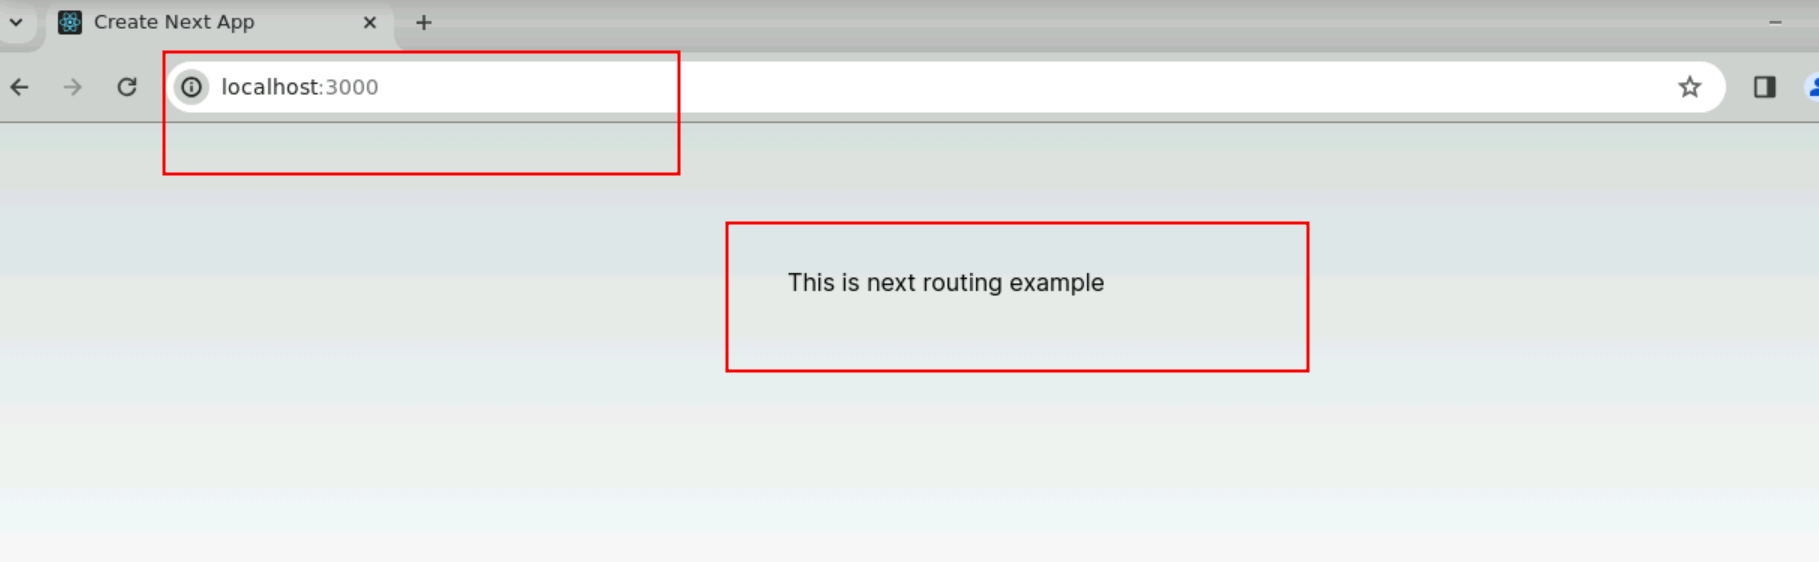 Create Next App
localhost:3000
This is next routing example